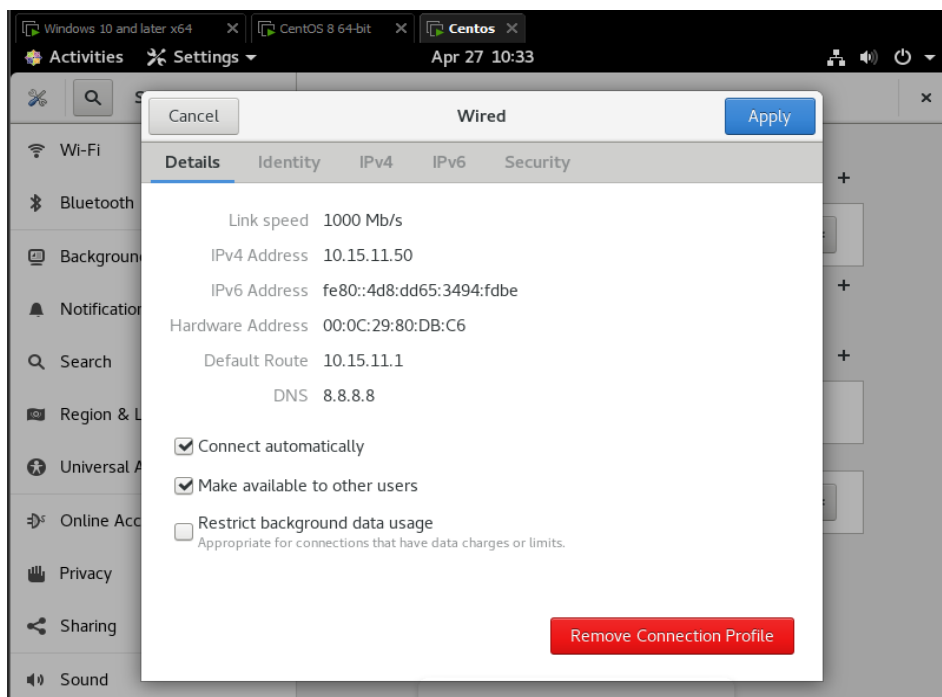 Windows 10 and later x64 CentOS 8 64-bit Centos
Activities Settings Apr 27 10:33
Cancel Wired Apply
Details Identity IPv4 IPv6 Security
Wi-Fi
Bluetooth
Background
Notification
Search
Region & L
Universal A
Online Acc
Privacy
Sharing
Sound
Link speed 1000 Mb/s
IPv4 Address 10.15.11.50
IPv6 Address fe80::4d8:dd65:3494:fdbe
Hardware Address 00:0C:29:80:DB:C6
Default Route 10.15.11.1
DNS 8.8.8.8
Connect automatically
Make available to other users
Restrict background data usage
Appropriate for connections that have data charges or limits.
Remove Connection Profile